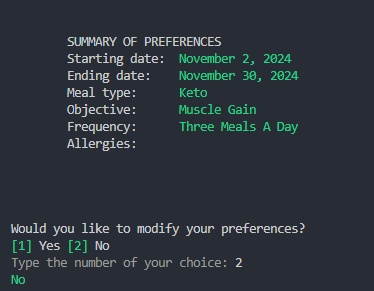 SUMMARY OF PREFERENCES
Starting date: November 2, 2024
Ending date: November 30, 2024
Meal type: Keto
Objective: Muscle Gain
Frequency: Three Meals A Day
Allergies:
Would you like to modify your preferences?
[1] Yes [2] No
Type the number of your choice: 2
No